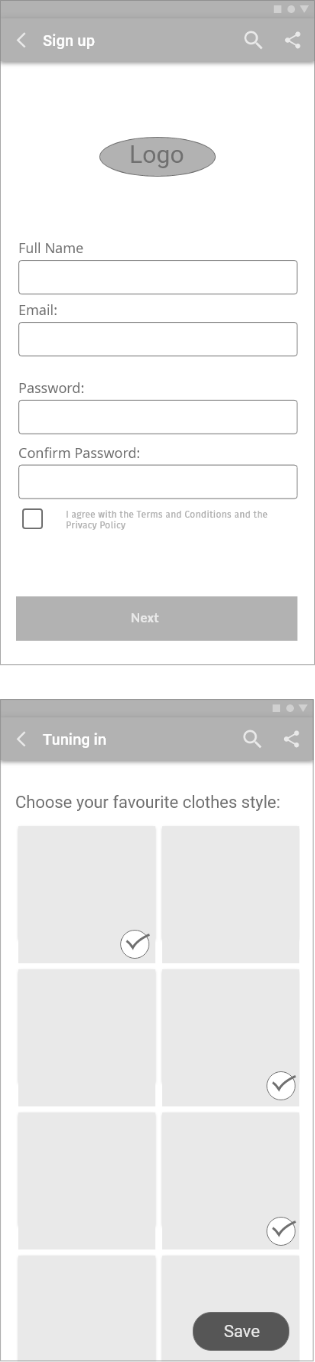 Sign up
Logo
Full Name
Email:
Password:
Confirm Password:
I agree with the Terms and Conditions and the
Privacy Policy
Next
Tuning in
Choose your favourite clothes style:
Save